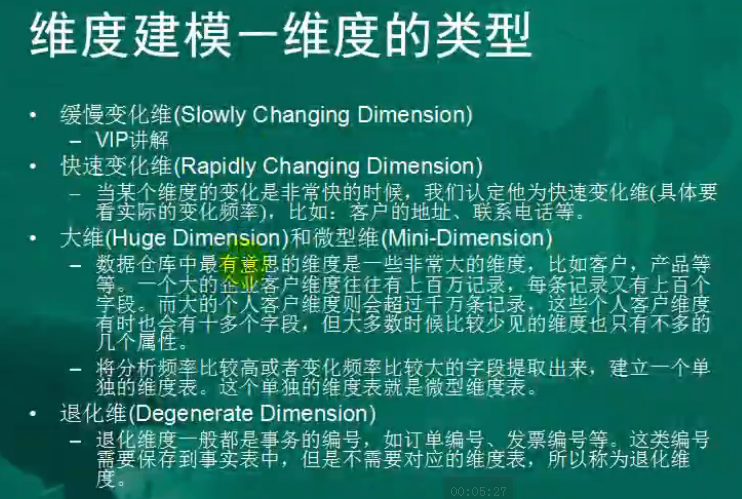 维度建模—维度的类型
• 缓慢变化维(Slowly Changing Dimension)
– VIP讲解
• 快速变化维(Rapidly Changing Dimension)
– 当某个维度的变化是非常快的时候，我们认定他为快速变化维(具体要
看实际的变化频率)，比如：客户的地址、联系电话等。
• 大维(Huge Dimension)和微型维(Mini-Dimension)
– 数据仓库中最有意思的维度是一些非常大的维度，比如客户，产品等
等。一个大的企业客户维度往往有上百万记录，每条记录又有上百个
字段。而大的个人客户维度则会超过千万条记录，这些个人客户维度
有时也会有十多个字段，但大多数时候比较少见的维度也只有不多的
几个属性。
– 将分析频率比较高或者变化频率比较大的字段提取出来，建立一个单
独的维度表。这个单独的维度表就是微型维度表。
• 退化维(Degenerate Dimension)
– 退化维度一般都是事务的编号，如订单编号、发票编号等。这类编号
需要保存到事实表中，但是不需要对应的维度表，所以称为退化维
度。
00:05:27